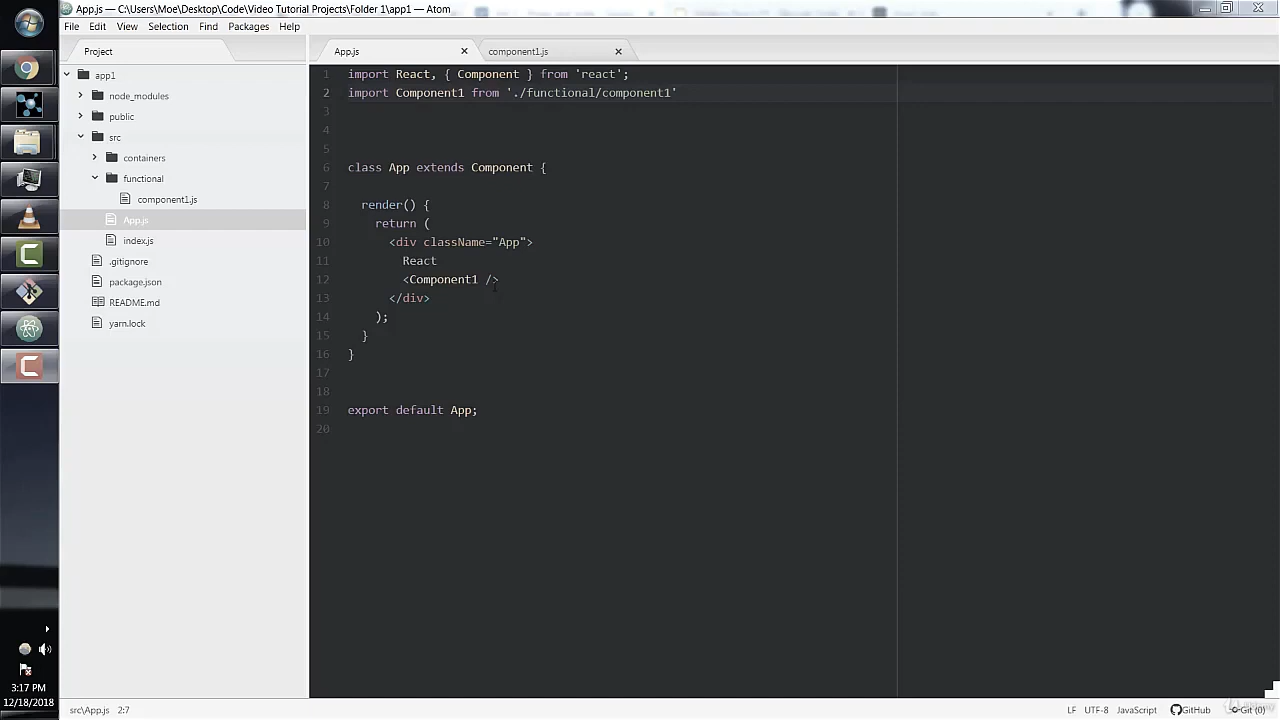 App.js — C:\Users\Moe\Desktop\Code\Video Tutorial Projects\Folder 1\app1 — Atom
File Edit View Selection Find Packages Help
Project
App.js
component1.js
app1
node_modules
public
src
containers
functional
component1.js
App.js
index.js
.gitignore
package.json
README.md
yarn.lock
1 import React, { Component } from 'react';
2 import Component1 from './functional/component1'
3
4
5
6 class App extends Component {
7
8 render() {
9 return (
10 <div className="App">
11 React
12 <Component1 />
13 </div>
14 );
15 }
16 }
17
18
19 export default App;
20
3:17 PM
12/18/2018
src\App.js 2:7
LF UTF-8 JavaScript GitHub Git (0)